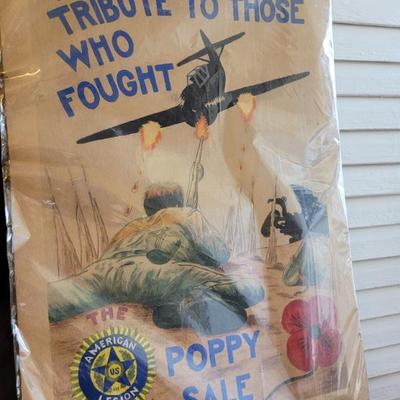 TRIBUTE TO THOSE
WHO
FOUGHT
THE
AMERICAN
US
LEGION
POPPY
SALE